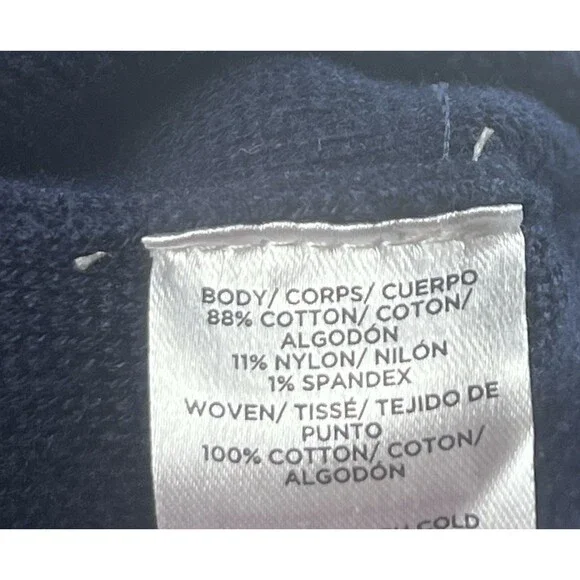 BODY/ CORPS/ CUERPO
88% COTTON/ COTON/
ALGODÓN
11% NYLON/ NILÓN
1% SPANDEX
WOVEN/ TISSÉ/ TEJIDO DE
PUNTO
100% COTTON/ COTON/
ALGODÓN
COLD